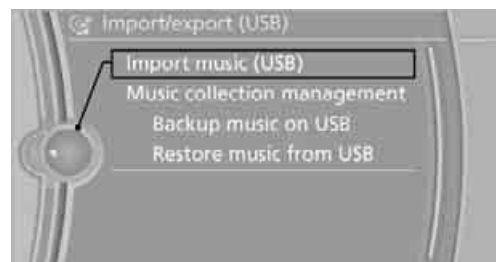 Import/export (USB)
Import music (USB)
Music collection management
Backup music on USB
Restore music from USB